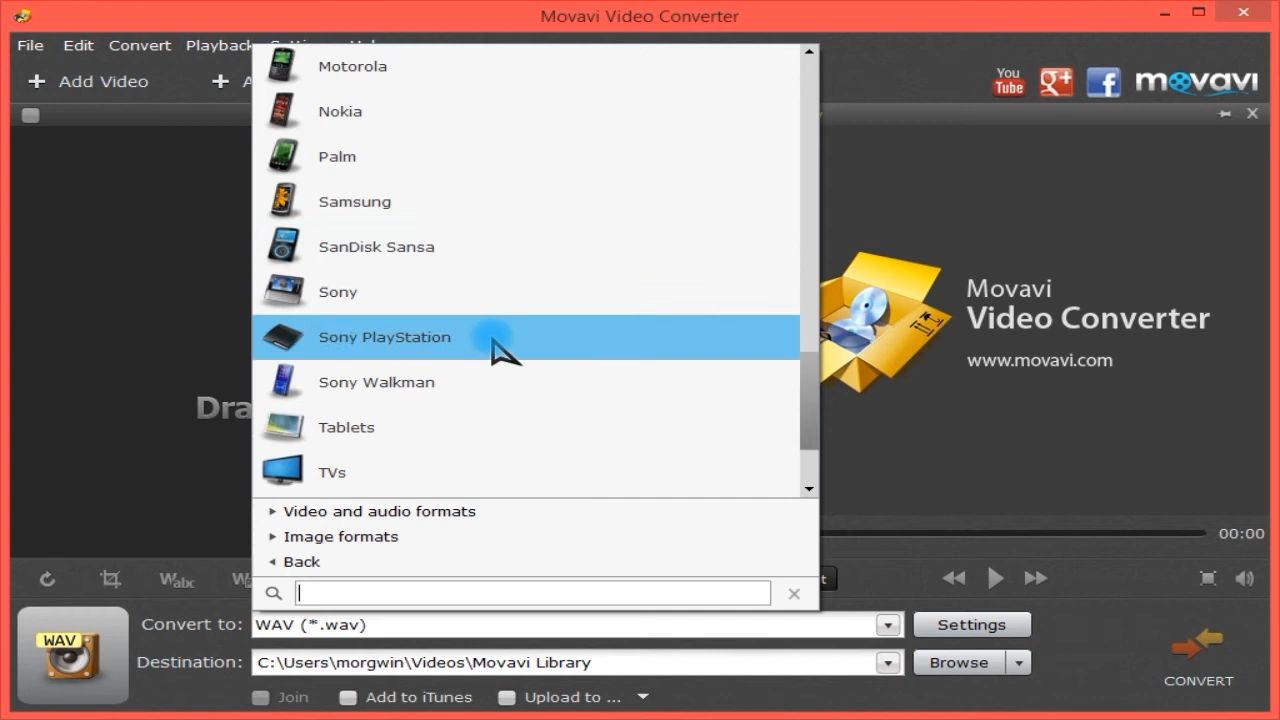 Movavi Video Converter
File Edit Convert Playback
+ Add Video +
You Tube g+1 f movavi
Motorola
Nokia
Palm
Samsung
SanDisk Sansa
Sony
Sony PlayStation
Sony Walkman
Tablets
TVs
Video and audio formats
Image formats
Back
Movavi
Video Converter
www.movavi.com
Dra
00:00
Wabc
WAV
Convert to: WAV (*.wav) Settings
Destination: C:\Users\morgwin\Videos\Movavi Library Browse
Join Add to iTunes Upload to ...
CONVERT